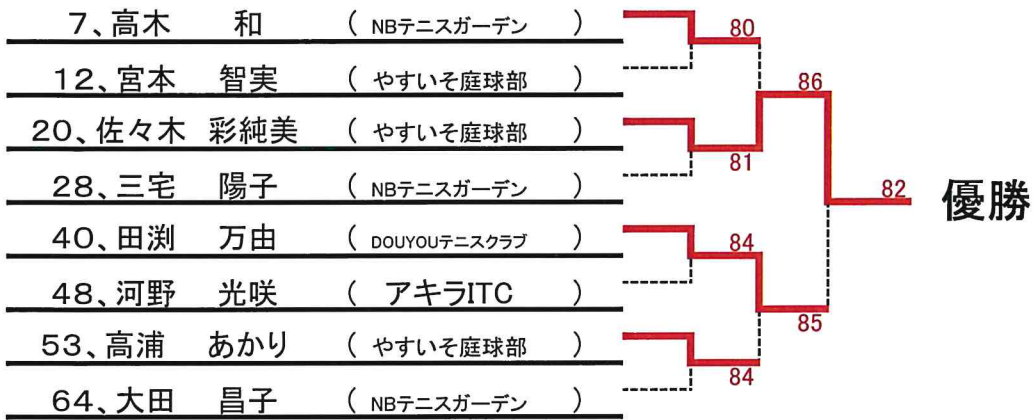 7、高木 和 ( NBテニスガーデン )
80
12、宮本 智実 ( やすいそ庭球部 )
86
20、佐々木 彩純美 ( やすいそ庭球部 )
81
28、三宅 陽子 ( NBテニスガーデン )
82 優勝
40、田渕 万由 ( DOUYOUテニスクラブ )
84
48、河野 光咲 ( アキラITC )
85
53、高浦 あかり ( やすいそ庭球部 )
84
64、大田 昌子 ( NBテニスガーデン )